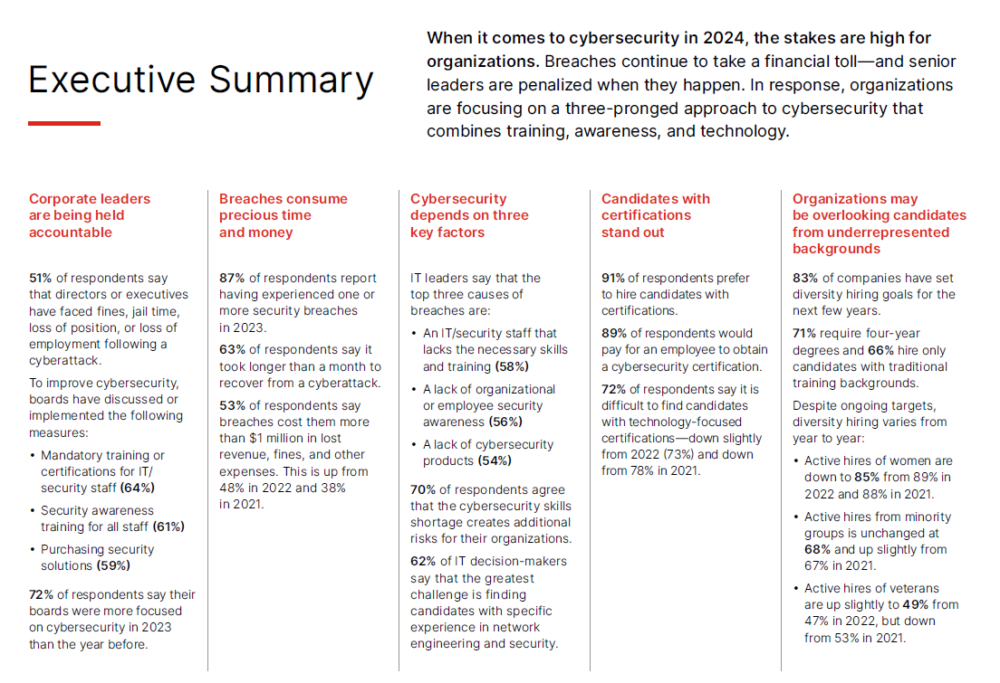 Executive Summary
When it comes to cybersecurity in 2024, the stakes are high for
organizations. Breaches continue to take a financial toll—and senior
leaders are penalized when they happen. In response, organizations
are focusing on a three-pronged approach to cybersecurity that
combines training, awareness, and technology.
Corporate leaders
are being held
accountable
51% of respondents say
that directors or executives
have faced fines, jail time,
loss of position, or loss of
employment following a
cyberattack.
To improve cybersecurity,
boards have discussed or
implemented the following
measures:
• Mandatory training or
certifications for IT/
security staff (64%)
• Security awareness
training for all staff (61%)
• Purchasing security
solutions (59%)
72% of respondents say their
boards were more focused
on cybersecurity in 2023
than the year before.
Breaches consume
precious time
and money
87% of respondents report
having experienced one or
more security breaches
in 2023.
63% of respondents say it
took longer than a month to
recover from a cyberattack.
53% of respondents say
breaches cost them more
than $1 million in lost
revenue, fines, and other
expenses. This is up from
48% in 2022 and 38%
in 2021.
Cybersecurity
depends on three
key factors
IT leaders say that the
top three causes of
breaches are:
• An IT/security staff that
lacks the necessary skills
and training (58%)
• A lack of organizational
or employee security
awareness (56%)
• A lack of cybersecurity
products (54%)
70% of respondents agree
that the cybersecurity skills
shortage creates additional
risks for their organizations.
62% of IT decision-makers
say that the greatest
challenge is finding
candidates with specific
experience in network
engineering and security.
Candidates with
certifications
stand out
91% of respondents prefer
to hire candidates with
certifications.
89% of respondents would
pay for an employee to obtain
a cybersecurity certification.
72% of respondents say it is
difficult to find candidates
with technology-focused
certifications—down slightly
from 2022 (73%) and down
from 78% in 2021.
Organizations may
be overlooking candidates
from underrepresented
backgrounds
83% of companies have set
diversity hiring goals for the
next few years.
71% require four-year
degrees and 66% hire only
candidates with traditional
training backgrounds.
Despite ongoing targets,
diversity hiring varies from
year to year:
• Active hires of women are
down to 85% from 89% in
2022 and 88% in 2021.
• Active hires from minority
groups is unchanged at
68% and up slightly from
67% in 2021.
• Active hires of veterans
are up slightly to 49% from
47% in 2022, but down
from 53% in 2021.